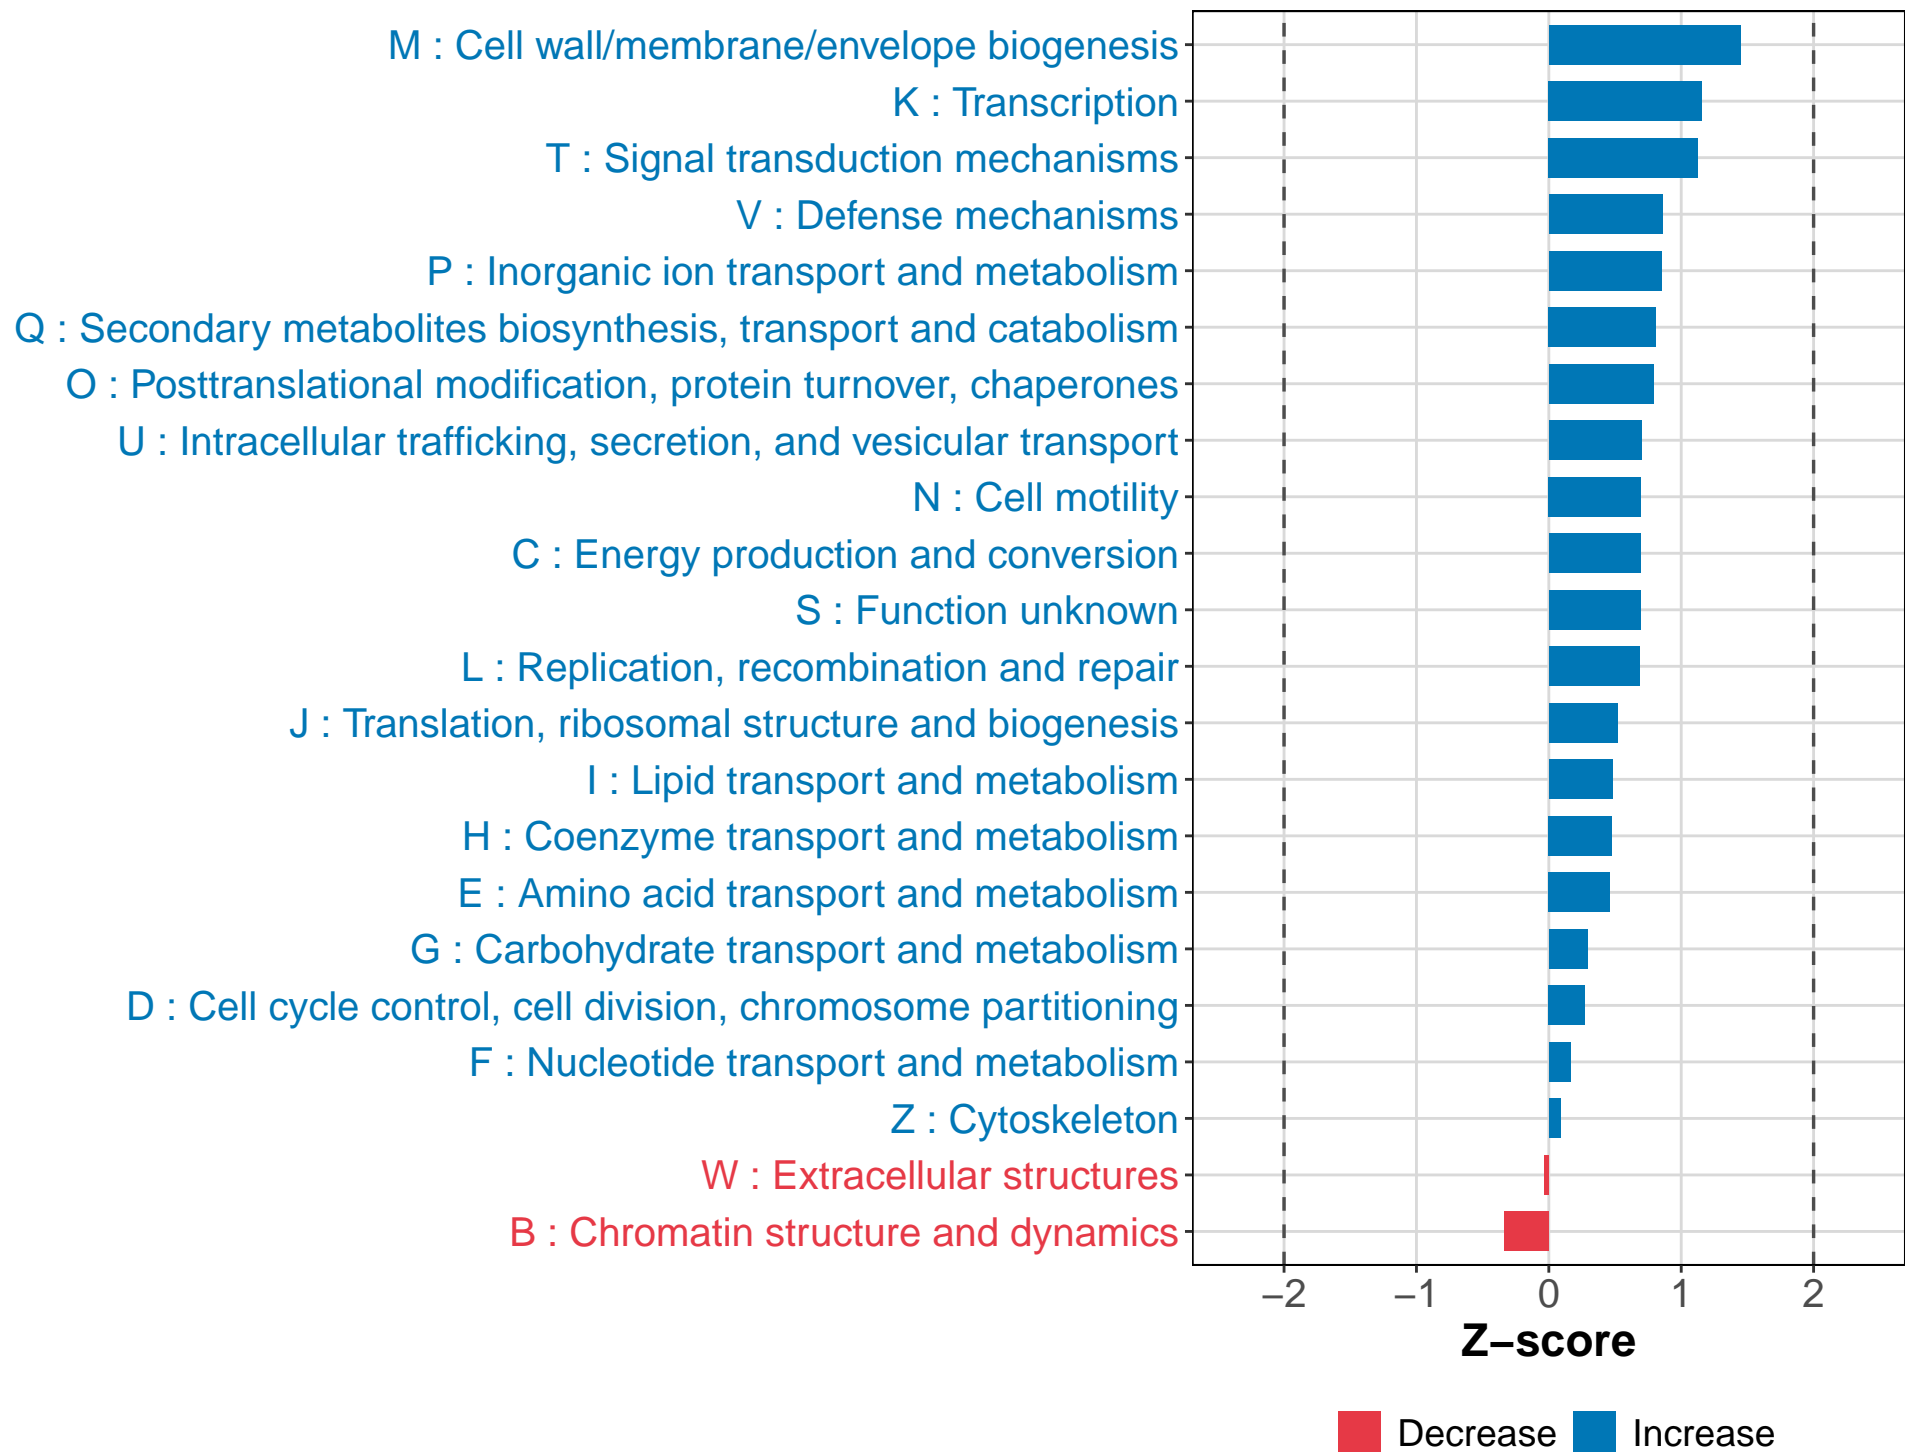 M : Cell wall/membrane/envelope biogenesis
K : Transcription
T : Signal transduction mechanisms
V : Defense mechanisms
P : Inorganic ion transport and metabolism
Q : Secondary metabolites biosynthesis, transport and catabolism
O : Posttranslational modification, protein turnover, chaperones
U : Intracellular trafficking, secretion, and vesicular transport
N : Cell motility
C : Energy production and conversion
S : Function unknown
L : Replication, recombination and repair
J : Translation, ribosomal structure and biogenesis
I : Lipid transport and metabolism
H : Coenzyme transport and metabolism
E : Amino acid transport and metabolism
G : Carbohydrate transport and metabolism
D : Cell cycle control, cell division, chromosome partitioning
F : Nucleotide transport and metabolism
Z : Cytoskeleton
W : Extracellular structures
B : Chromatin structure and dynamics
−2 −1 0 1 2
Z−score
Decrease Increase